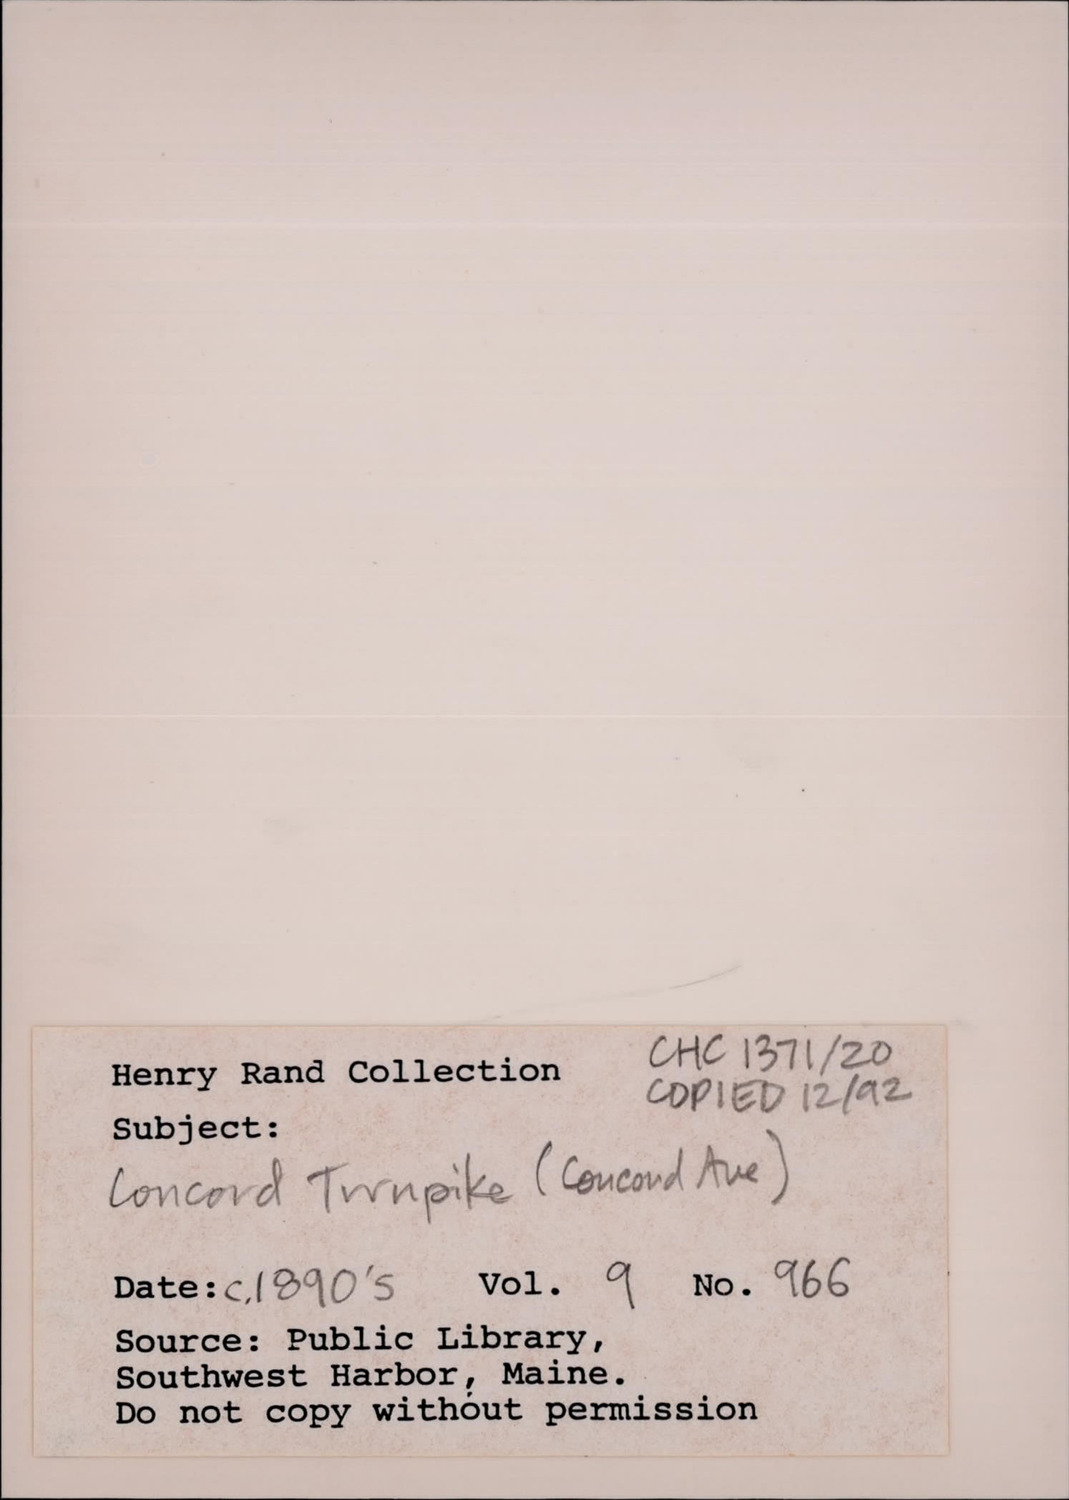 Henry Rand Collection
CHC 1371/20
COPIED 12/92
Subject:
Concord Turnpike (Concord Ave)
Date: c.1890's Vol. 9 No. 966
Source: Public Library,
Southwest Harbor, Maine.
Do not copy without permission